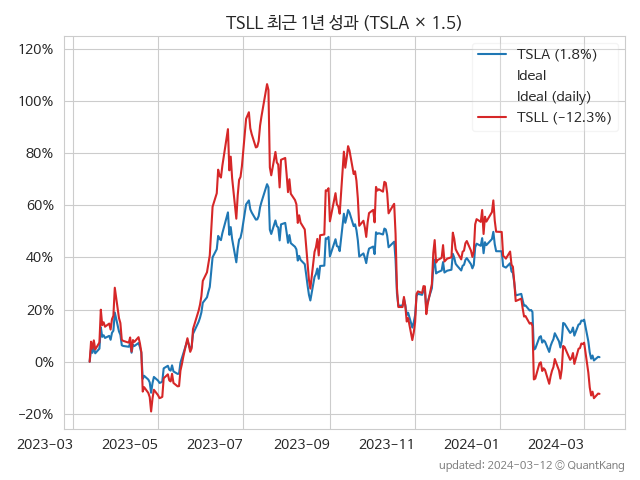 TSLL 최근 1년 성과 (TSLA × 1.5)
120%
100%
80%
60%
40%
20%
0%
−20%
TSLA (1.8%)
Ideal
Ideal (daily)
TSLL (−12.3%)
2023-03
2023-05
2023-07
2023-09
2023-11
2024-01
2024-03
updated: 2024-03-12 © QuantKang